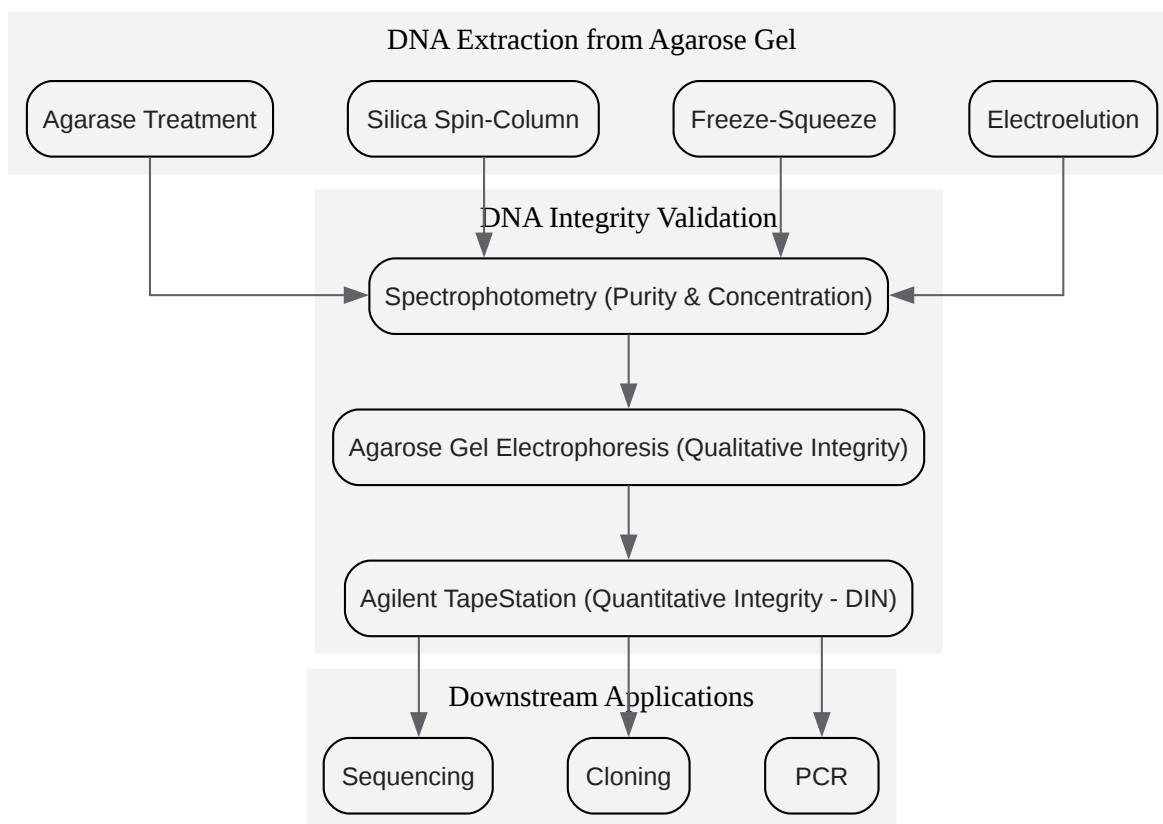 DNA Extraction from Agarose Gel
Agarase Treatment
Silica Spin-Column
Freeze-Squeeze
Electroelution
DNA Integrity Validation
Spectrophotometry (Purity & Concentration)
Agarose Gel Electrophoresis (Qualitative Integrity)
Agilent TapeStation (Quantitative Integrity - DIN)
Downstream Applications
Sequencing
Cloning
PCR